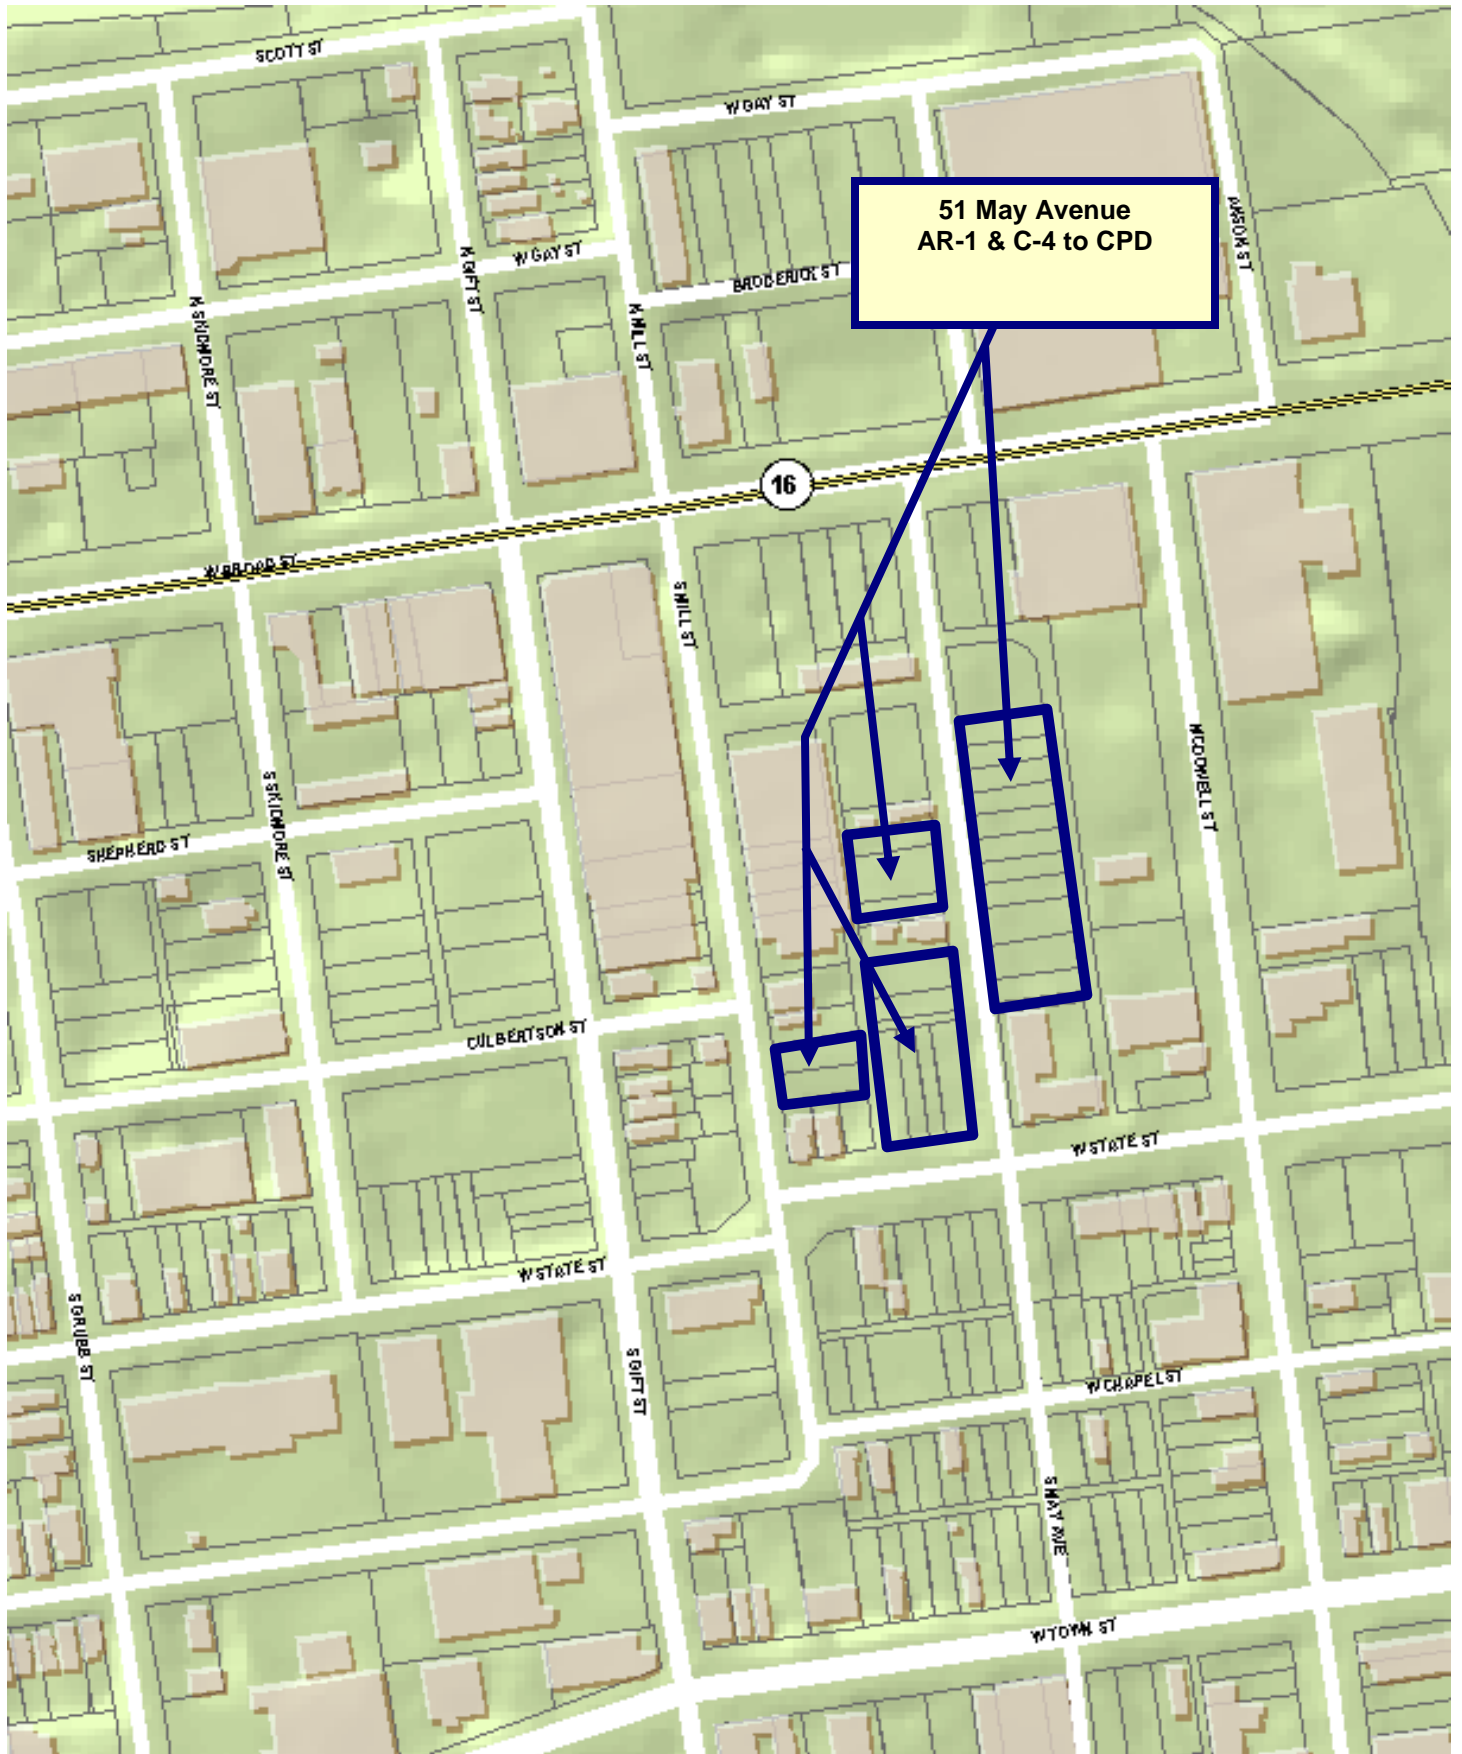 SCOTT ST
W GAY ST
51 May Avenue
AR-1 & C-4 to CPD
W GAY ST
N GIFT ST
BRODERICK ST
N SKIDMORE ST
N MILL ST
16
W BROAD ST
S MILL ST
MCDOWELL ST
S SKIDMORE ST
SHEPHERD ST
CULBERTSON ST
W STATE ST
W STATE ST
S GRUBB ST
S GIFT ST
W CHAPEL ST
S MAY AVE
W TOWN ST